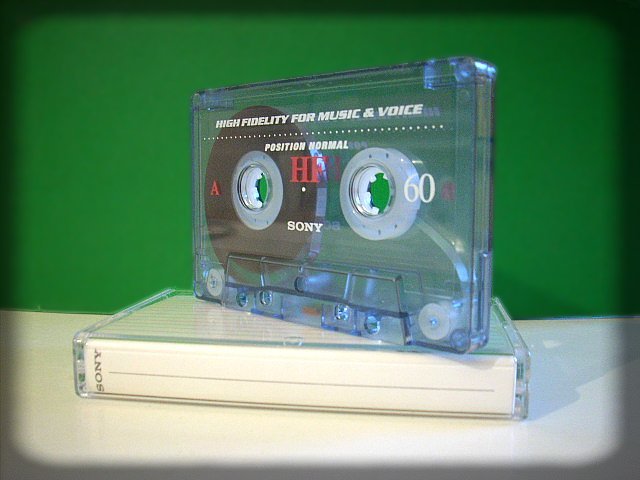 HIGH FIDELITY FOR MUSIC & VOICE
POSITION NORMAL
A HF 60
SONY
SONY